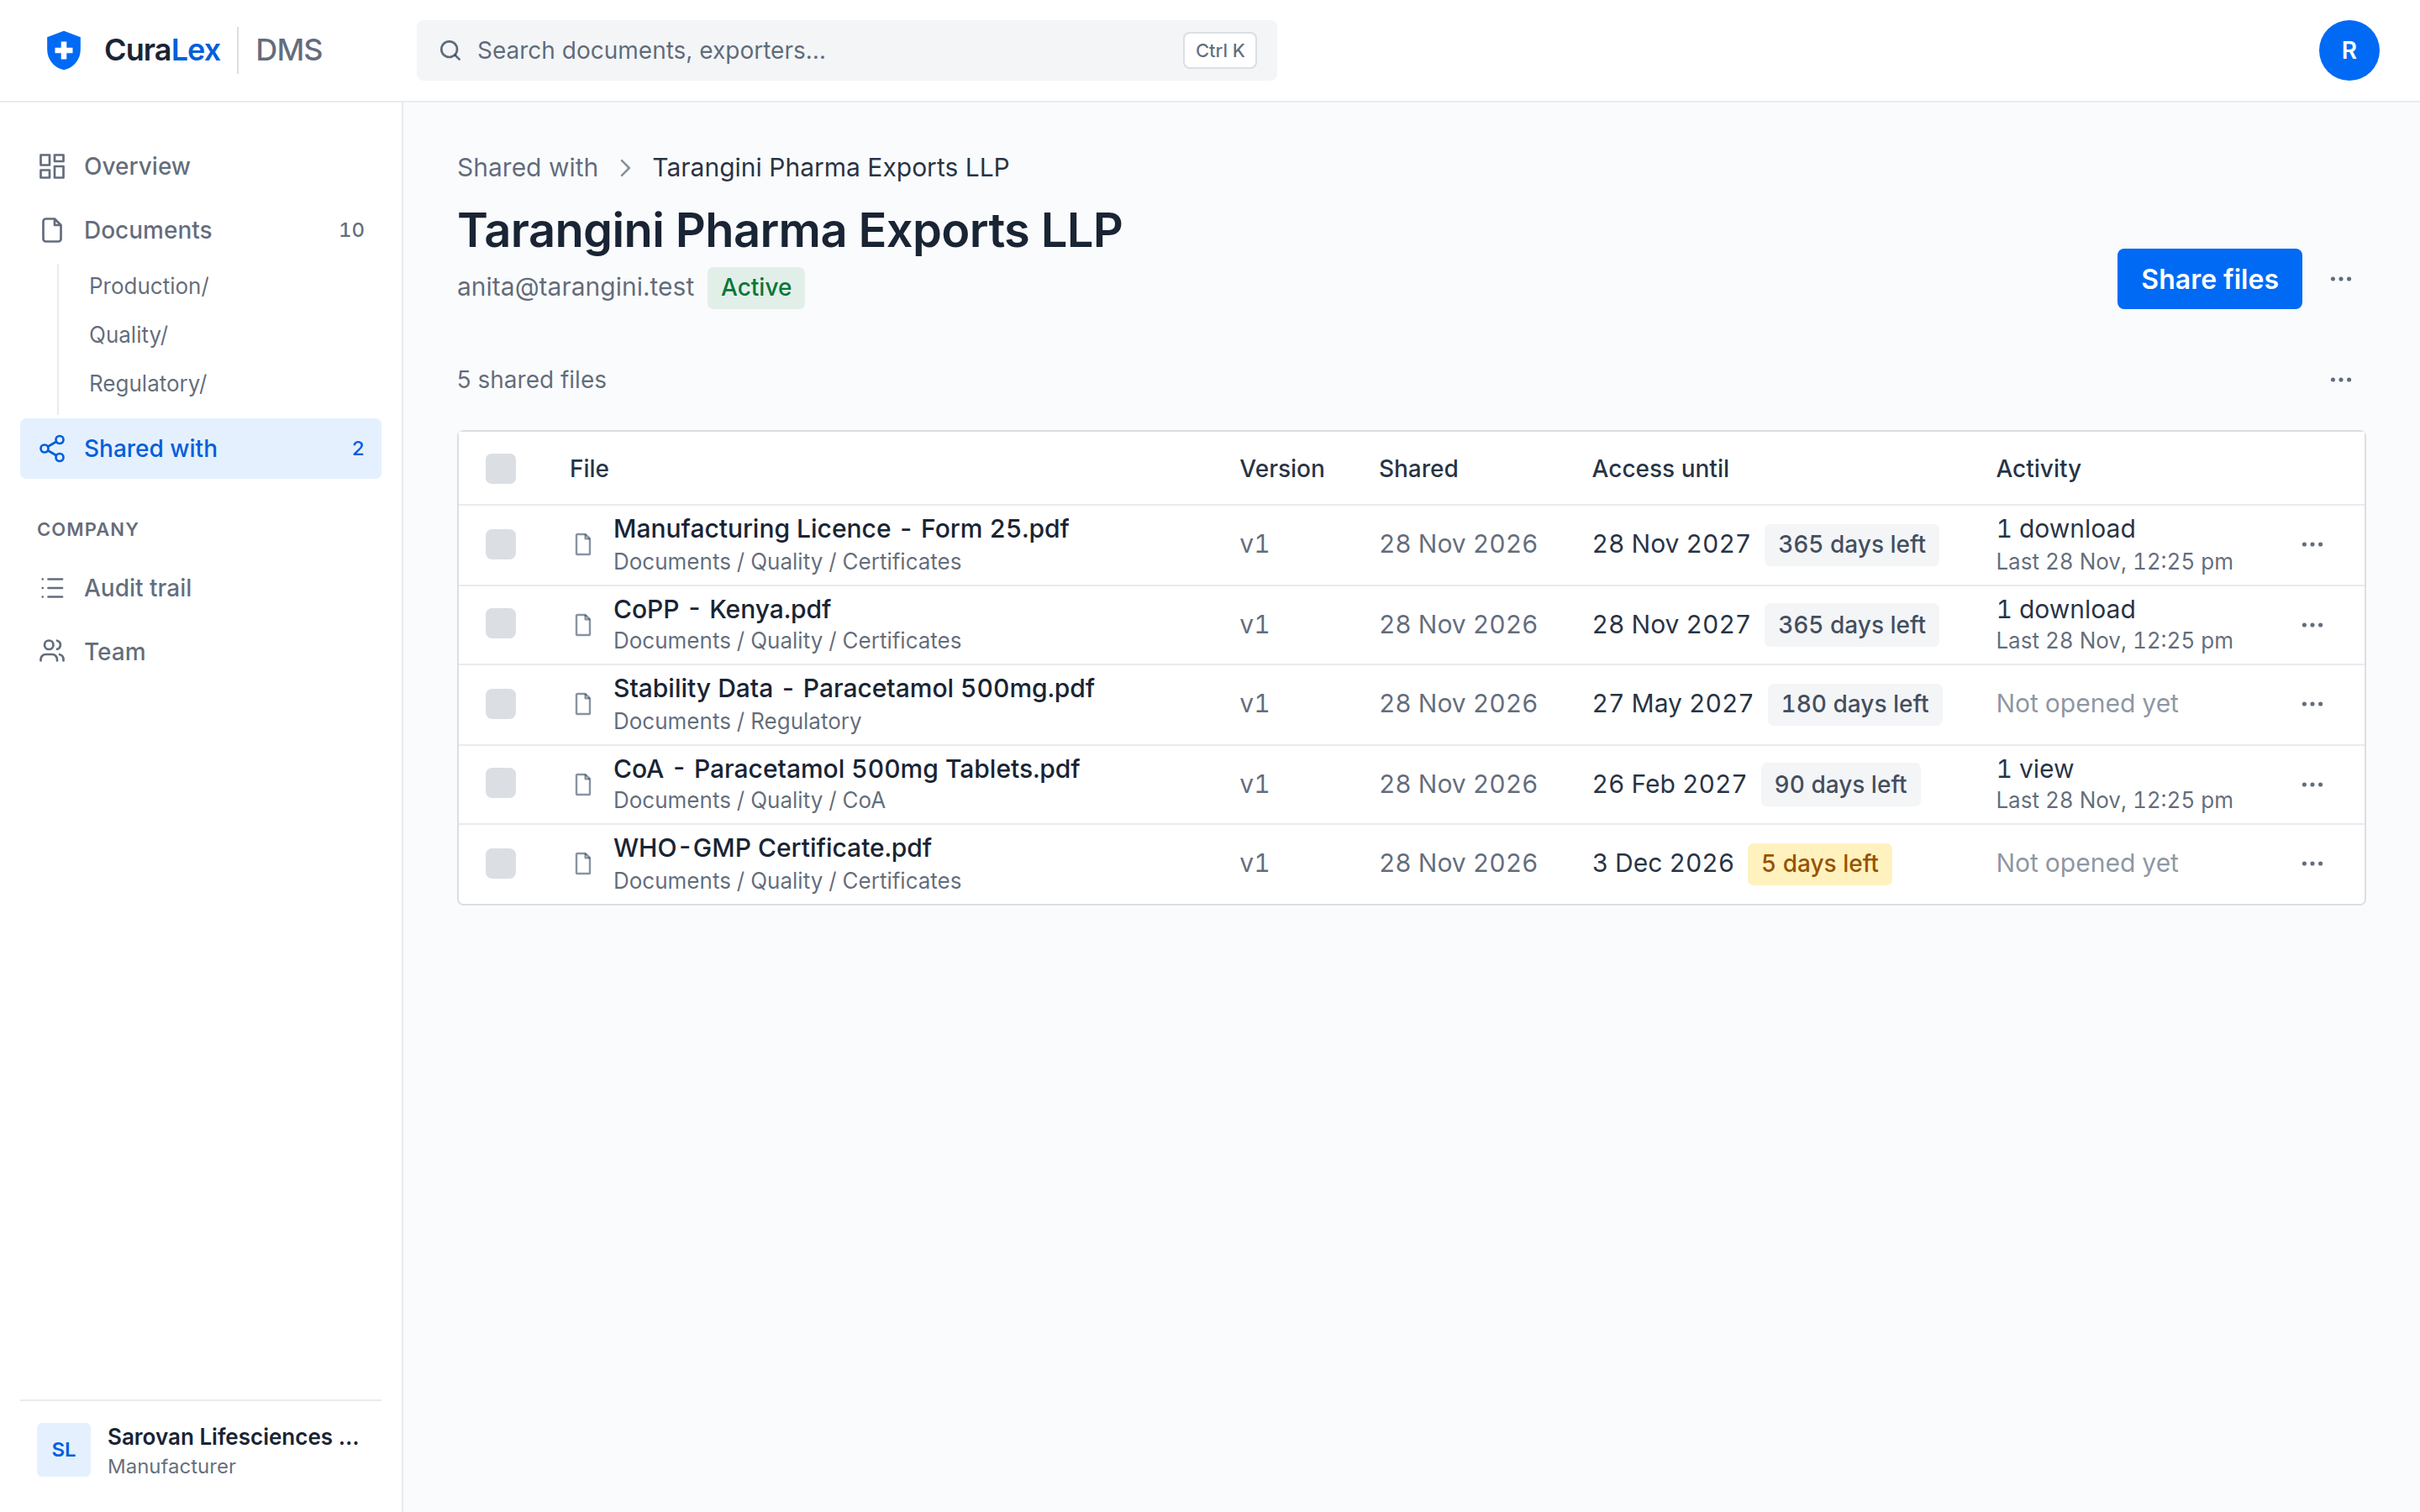 CuraLex DMS
Search documents, exporters...
Ctrl K
R
Overview
Documents 10
Production/
Quality/
Regulatory/
Shared with 2
COMPANY
Audit trail
Team
SL
Sarovan Lifesciences ...
Manufacturer
Shared with > Tarangini Pharma Exports LLP
Tarangini Pharma Exports LLP
anita@tarangini.test Active
Share files
5 shared files
File Version Shared Access until Activity
Manufacturing Licence - Form 25.pdf
Documents / Quality / Certificates
v1 28 Nov 2026 28 Nov 2027 365 days left
1 download
Last 28 Nov, 12:25 pm
CoPP - Kenya.pdf
Documents / Quality / Certificates
v1 28 Nov 2026 28 Nov 2027 365 days left
1 download
Last 28 Nov, 12:25 pm
Stability Data - Paracetamol 500mg.pdf
Documents / Regulatory
v1 28 Nov 2026 27 May 2027 180 days left
Not opened yet
CoA - Paracetamol 500mg Tablets.pdf
Documents / Quality / CoA
v1 28 Nov 2026 26 Feb 2027 90 days left
1 view
Last 28 Nov, 12:25 pm
WHO-GMP Certificate.pdf
Documents / Quality / Certificates
v1 28 Nov 2026 3 Dec 2026 5 days left
Not opened yet